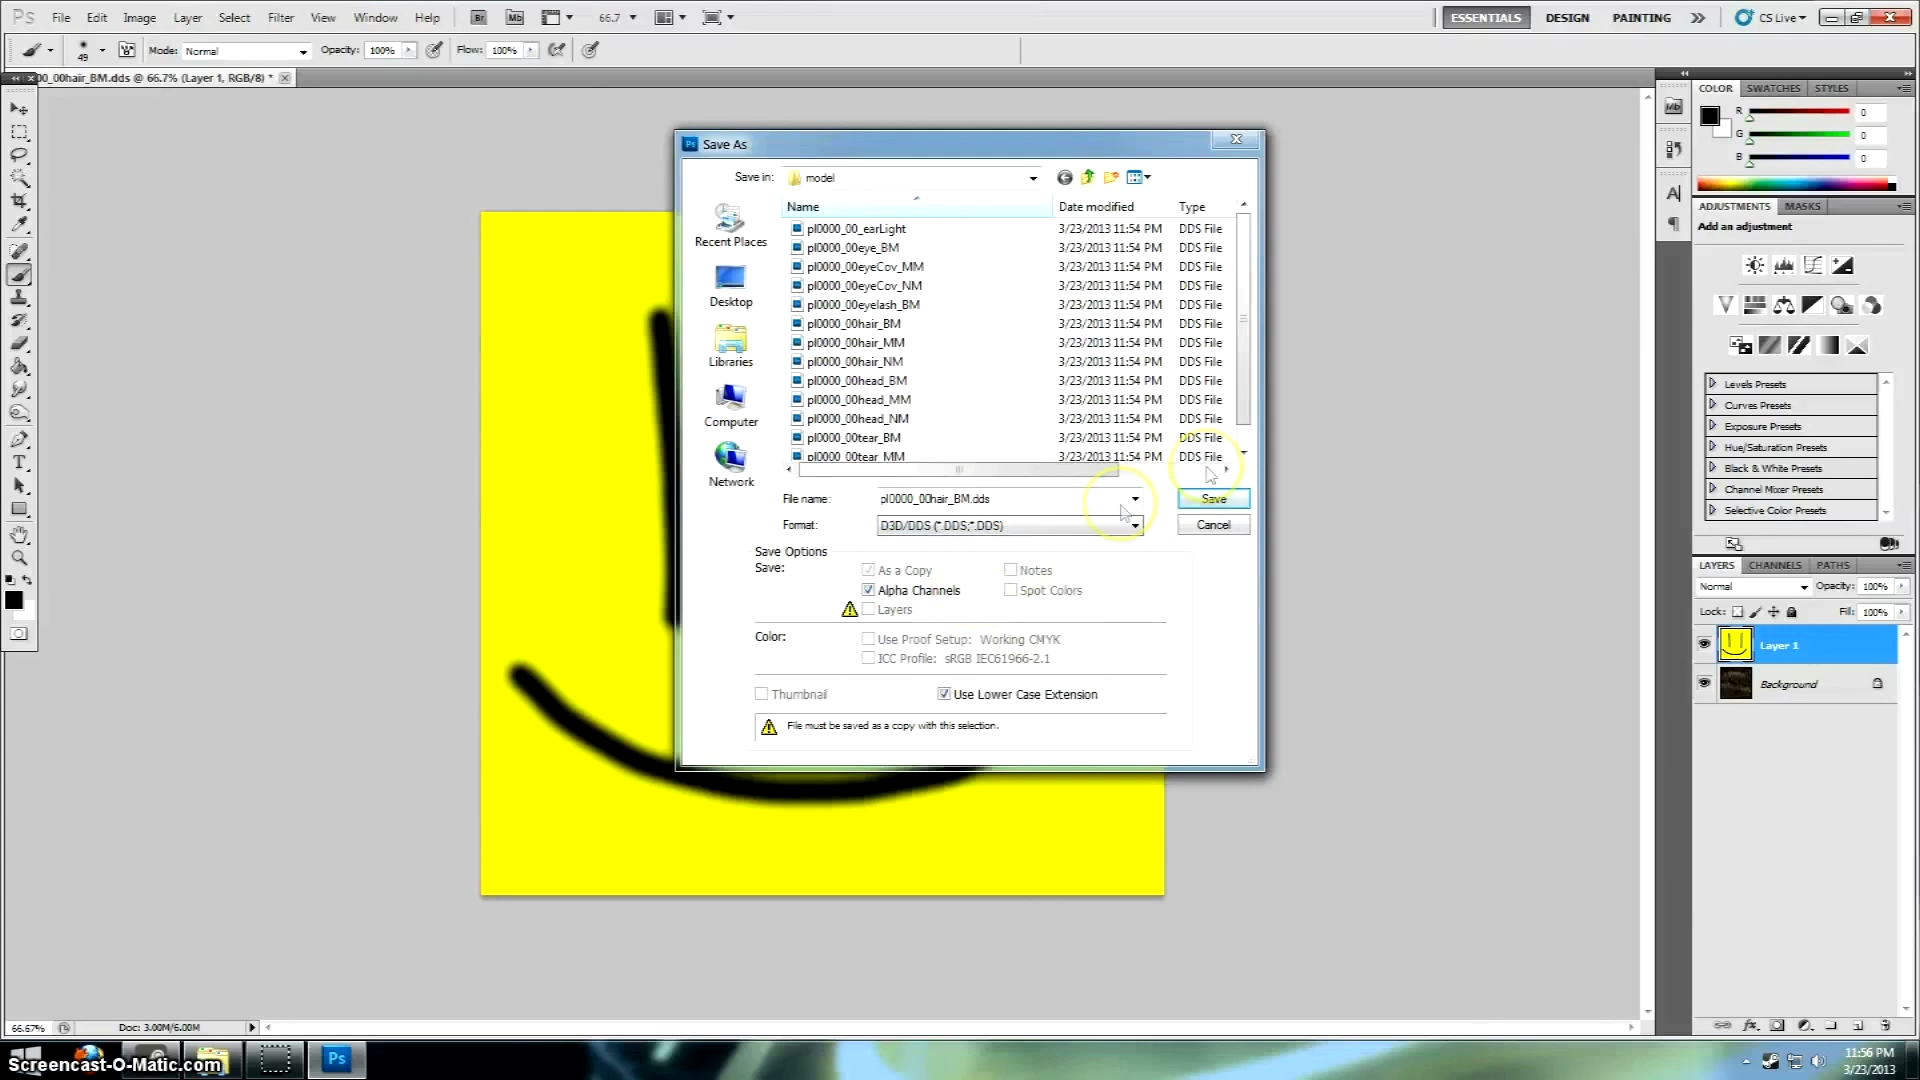 Ps File Edit Image Layer Select Filter View Window Help Br Mb 66.7 ESSENTIALS DESIGN PAINTING CS Live
49 Mode: Normal Opacity: 100% Flow: 100%
00_00hair_BM.dds @ 66.7% (Layer 1, RGB/8) *
COLOR SWATCHES STYLES
R 0
G 0
B 0
ADJUSTMENTS MASKS
Add an adjustment
Levels Presets
Curves Presets
Exposure Presets
Hue/Saturation Presets
Black & White Presets
Channel Mixer Presets
Selective Color Presets
LAYERS CHANNELS PATHS
Normal Opacity: 100%
Lock: Fill: 100%
Layer 1
Background
Save As
Save in: model
Name Date modified Type
Recent Places
Desktop
Libraries
Computer
Network
pl0000_00_earLight 3/23/2013 11:54 PM DDS File
pl0000_00eye_BM 3/23/2013 11:54 PM DDS File
pl0000_00eyeCov_MM 3/23/2013 11:54 PM DDS File
pl0000_00eyeCov_NM 3/23/2013 11:54 PM DDS File
pl0000_00eyelash_BM 3/23/2013 11:54 PM DDS File
pl0000_00hair_BM 3/23/2013 11:54 PM DDS File
pl0000_00hair_MM 3/23/2013 11:54 PM DDS File
pl0000_00hair_NM 3/23/2013 11:54 PM DDS File
pl0000_00head_BM 3/23/2013 11:54 PM DDS File
pl0000_00head_MM 3/23/2013 11:54 PM DDS File
pl0000_00head_NM 3/23/2013 11:54 PM DDS File
pl0000_00tear_BM 3/23/2013 11:54 PM DDS File
pl0000_00tear_MM 3/23/2013 11:54 PM DDS File
File name: pl0000_00hair_BM.dds Save
Format: D3D/DDS (*.DDS;*.DDS) Cancel
Save Options
Save: As a Copy Notes
Alpha Channels Spot Colors
Layers
Color: Use Proof Setup: Working CMYK
ICC Profile: sRGB IEC61966-2.1
Thumbnail Use Lower Case Extension
File must be saved as a copy with this selection.
66.67% Doc: 3.00M/6.00M
Ps
Screencast-O-Matic.com
11:56 PM
3/23/2013